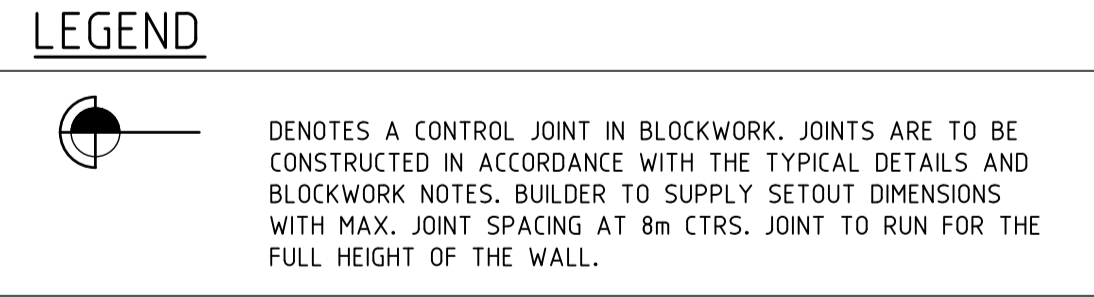 LEGEND
DENOTES A CONTROL JOINT IN BLOCKWORK. JOINTS ARE TO BE
CONSTRUCTED IN ACCORDANCE WITH THE TYPICAL DETAILS AND
BLOCKWORK NOTES. BUILDER TO SUPPLY SETOUT DIMENSIONS
WITH MAX. JOINT SPACING AT 8m CTRS. JOINT TO RUN FOR THE
FULL HEIGHT OF THE WALL.